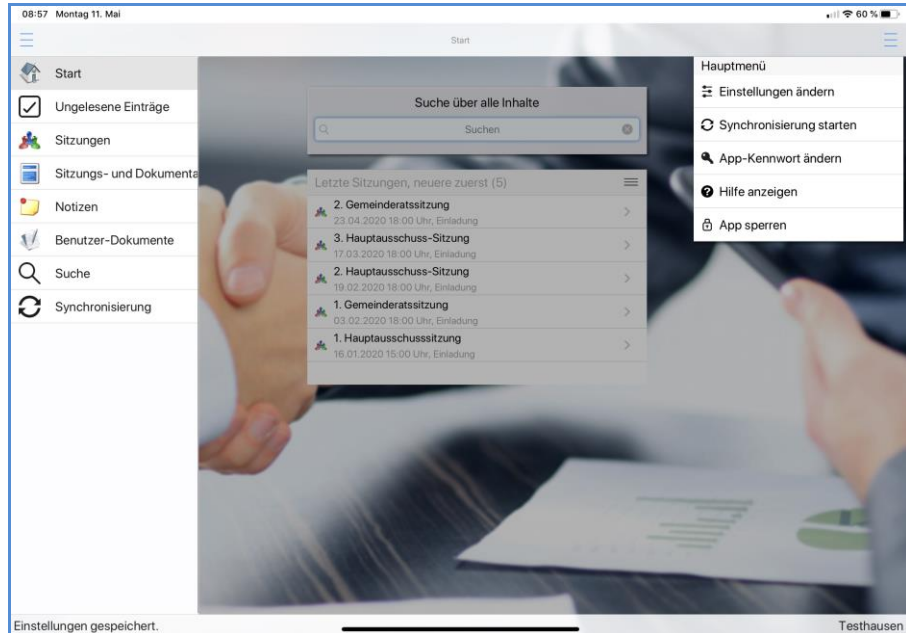 08:57 Montag 11. Mai
60 %
Start
Start
Ungelesene Einträge
Sitzungen
Sitzungs- und Dokumenta
Notizen
Benutzer-Dokumente
Suche
Synchronisierung
Suche über alle Inhalte
Suchen
Letzte Sitzungen, neuere zuerst (5)
2. Gemeinderatssitzung
23.04.2020 18:00 Uhr, Einladung
3. Hauptausschuss-Sitzung
17.03.2020 18:00 Uhr, Einladung
2. Hauptausschuss-Sitzung
19.02.2020 18:00 Uhr, Einladung
1. Gemeinderatssitzung
03.02.2020 18:00 Uhr, Einladung
1. Hauptausschusssitzung
16.01.2020 15:00 Uhr, Einladung
Hauptmenü
Einstellungen ändern
Synchronisierung starten
App-Kennwort ändern
Hilfe anzeigen
App sperren
Einstellungen gespeichert.
Testhausen